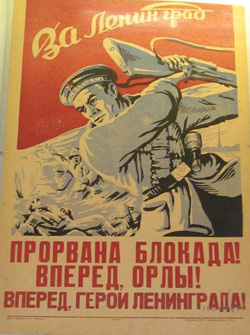 За Ленинград
ПРОРВАНА БЛОКАДА!
ВПЕРЕД, ОРЛЫ!
ВПЕРЕД, ГЕРОИ ЛЕНИНГРАДА!